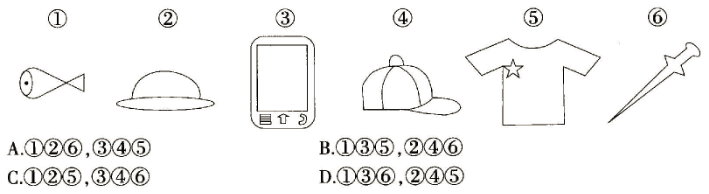 ① ② ③ ④ ⑤ ⑥
A.①②⑥,③④⑤ B.①③⑤,②④⑥
C.①②⑤,③④⑥ D.①③⑥,②④⑤